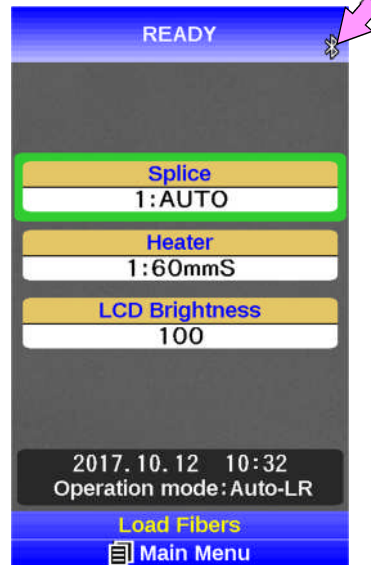 READY
Splice
1:AUTO
Heater
1:60mmS
LCD Brightness
100
2017.10.12 10:32
Operation mode:Auto-LR
Load Fibers
Main Menu